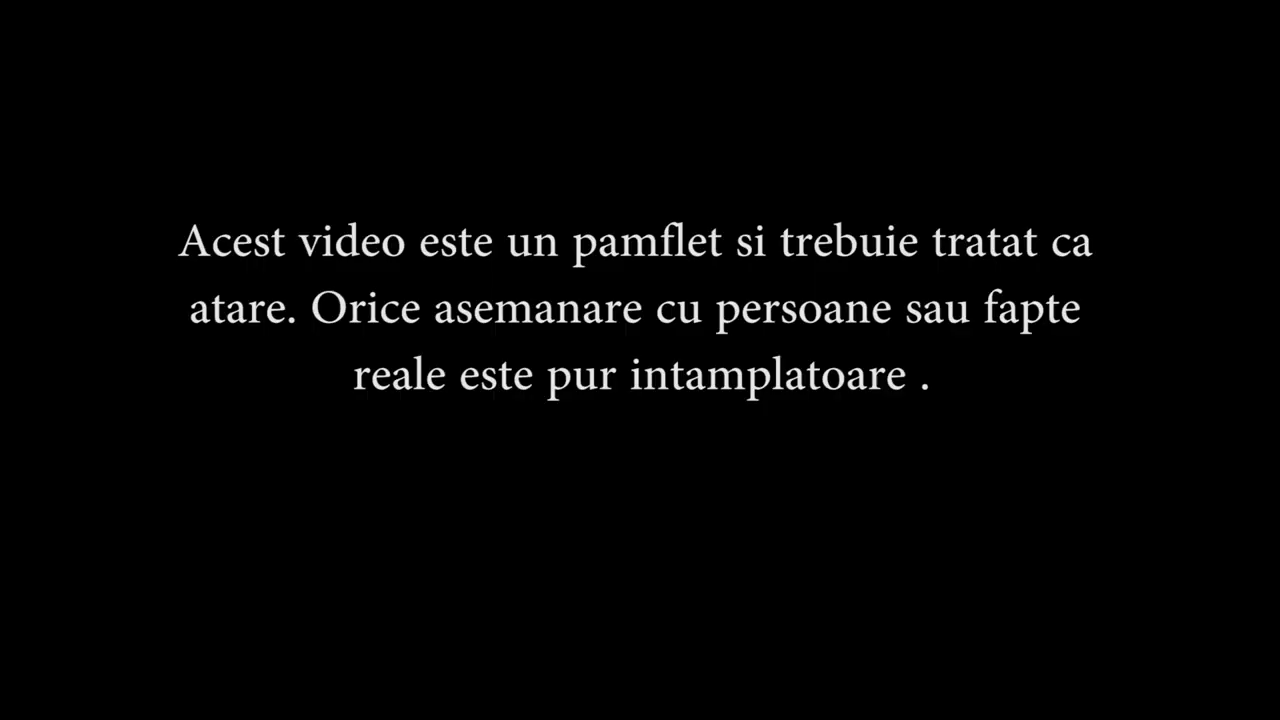 Acest video este un pamflet si trebuie tratat ca
atare. Orice asemanare cu persoane sau fapte
reale este pur intamplatoare .